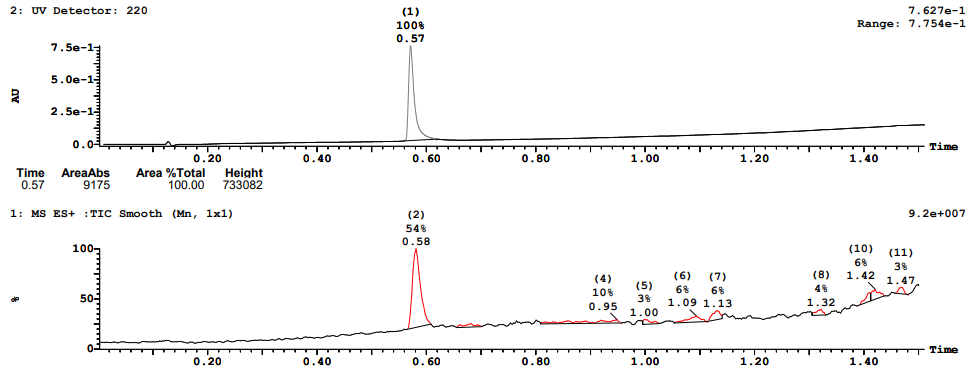 2: UV Detector: 220 7.627e-1
Range: 7.754e-1
(1)
100%
0.57
7.5e-1
5.0e-1
2.5e-1
0.0
AU
0.20 0.40 0.60 0.80 1.00 1.20 1.40 Time
Time AreaAbs Area %Total Height
0.57 9175 100.00 733082
1: MS ES+ :TIC Smooth (Mn, 1x1) 9.2e+007
(2)
54%
0.58
(4)
10%
0.95
(5)
3%
1.00
(6)
6%
1.09
(7)
6%
1.13
(8)
4%
1.32
(10)
6%
1.42
(11)
3%
1.47
100
50
0
%
0.20 0.40 0.60 0.80 1.00 1.20 1.40 Time